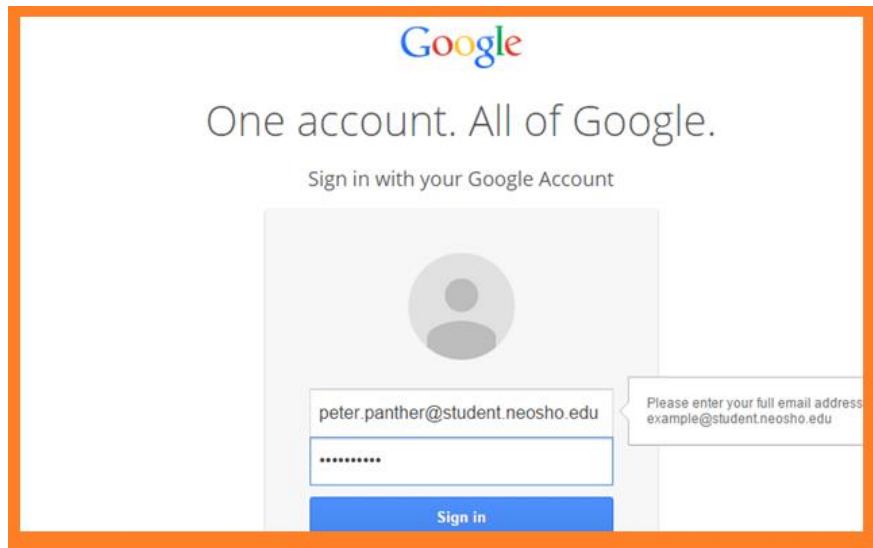 Google
One account. All of Google.
Sign in with your Google Account
peter.panther@student.neosho.edu
Please enter your full email address
example@student.neosho.edu
••••••••••
Sign in